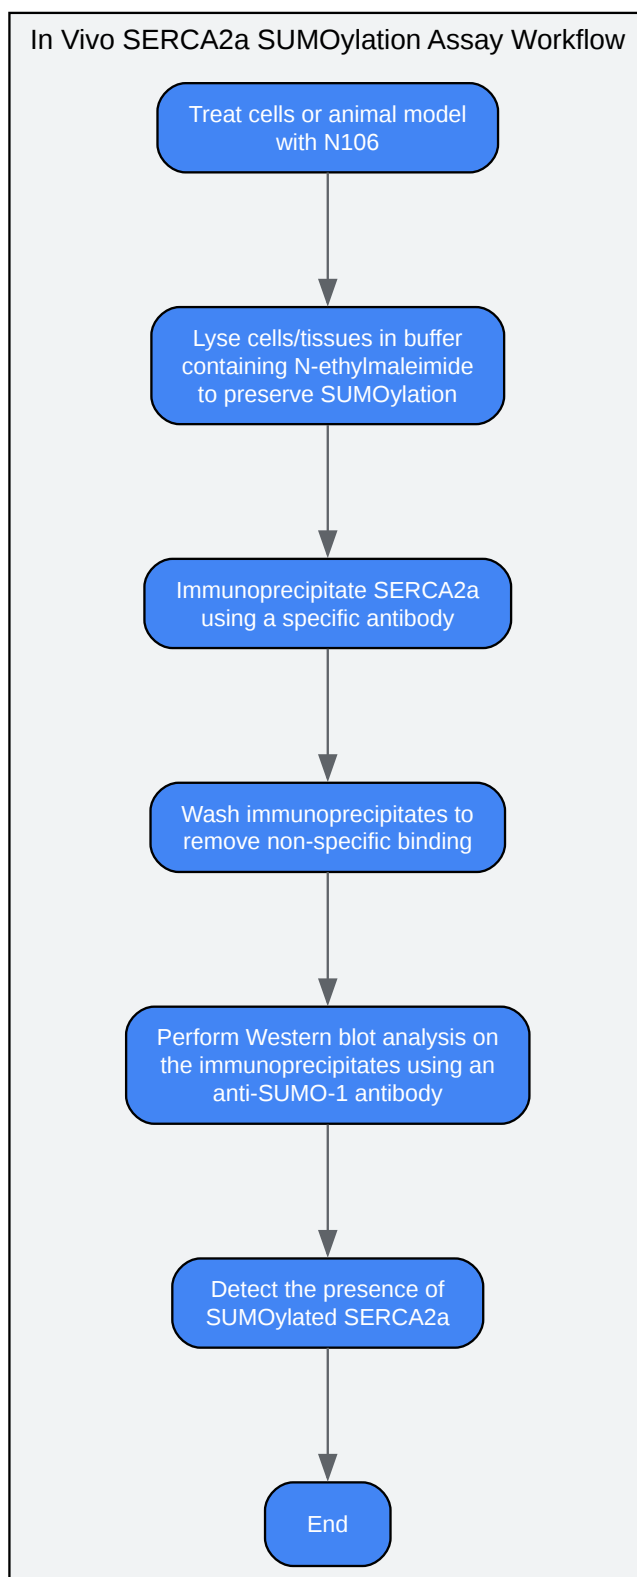 In Vivo SERCA2a SUMOylation Assay Workflow
Treat cells or animal model
with N106
Lyse cells/tissues in buffer
containing N-ethylmaleimide
to preserve SUMOylation
Immunoprecipitate SERCA2a
using a specific antibody
Wash immunoprecipitates to
remove non-specific binding
Perform Western blot analysis on
the immunoprecipitates using an
anti-SUMO-1 antibody
Detect the presence of
SUMOylated SERCA2a
End